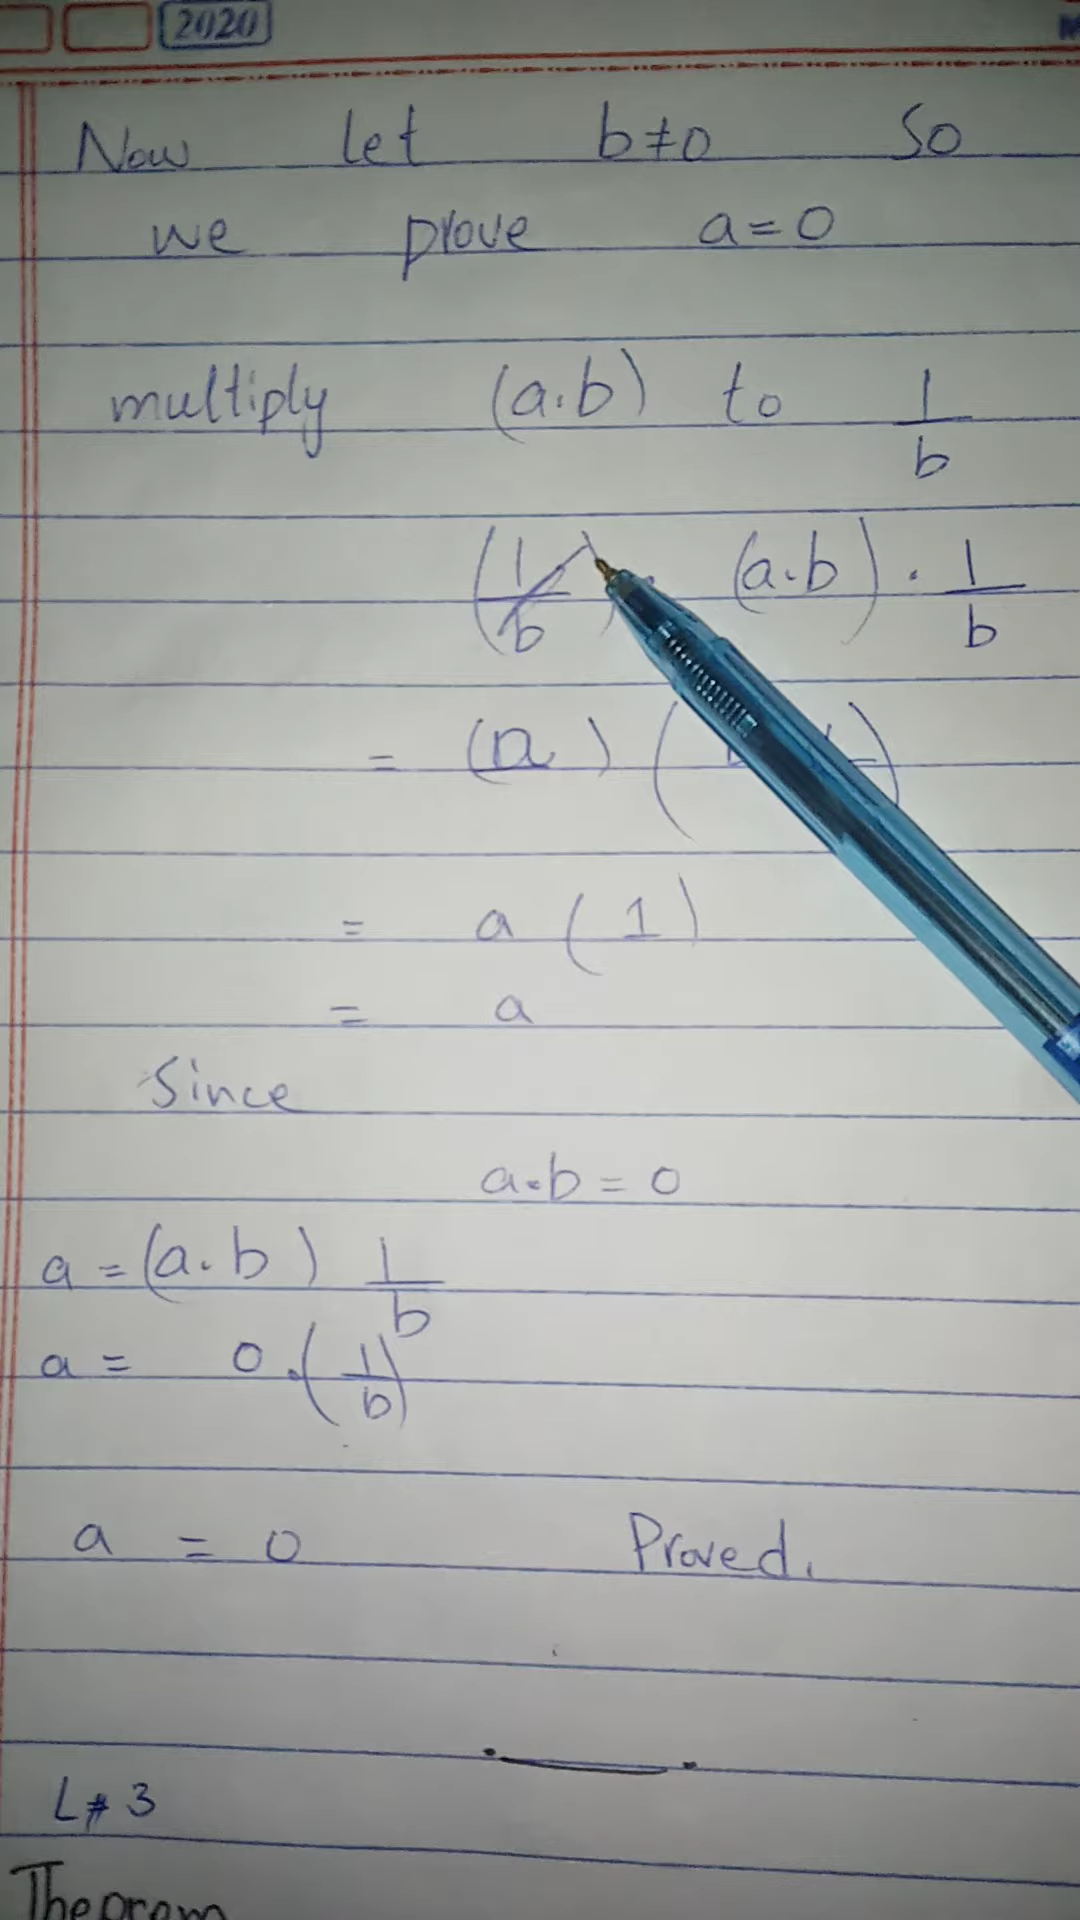 2020
Now let b≠0 So
we prove a=0
multiply (a.b) to 1/b
(1/b) . (a.b) . 1/b
= (a) (
= a (1)
= a
Since
a.b = 0
a = (a.b) 1/b
a = 0.(1/b)
a = 0 Proved.
L # 3
Theorem